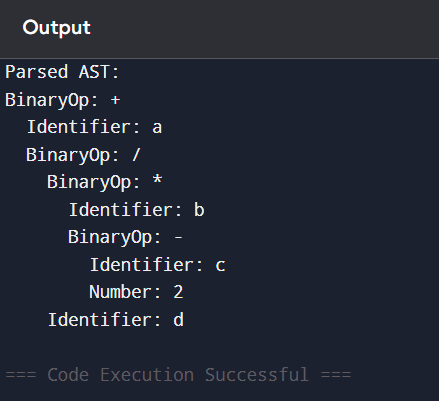 Output
Parsed AST:
BinaryOp: +
  Identifier: a
  BinaryOp: /
    BinaryOp: *
      Identifier: b
      BinaryOp: -
        Identifier: c
        Number: 2
    Identifier: d
=== Code Execution Successful ===